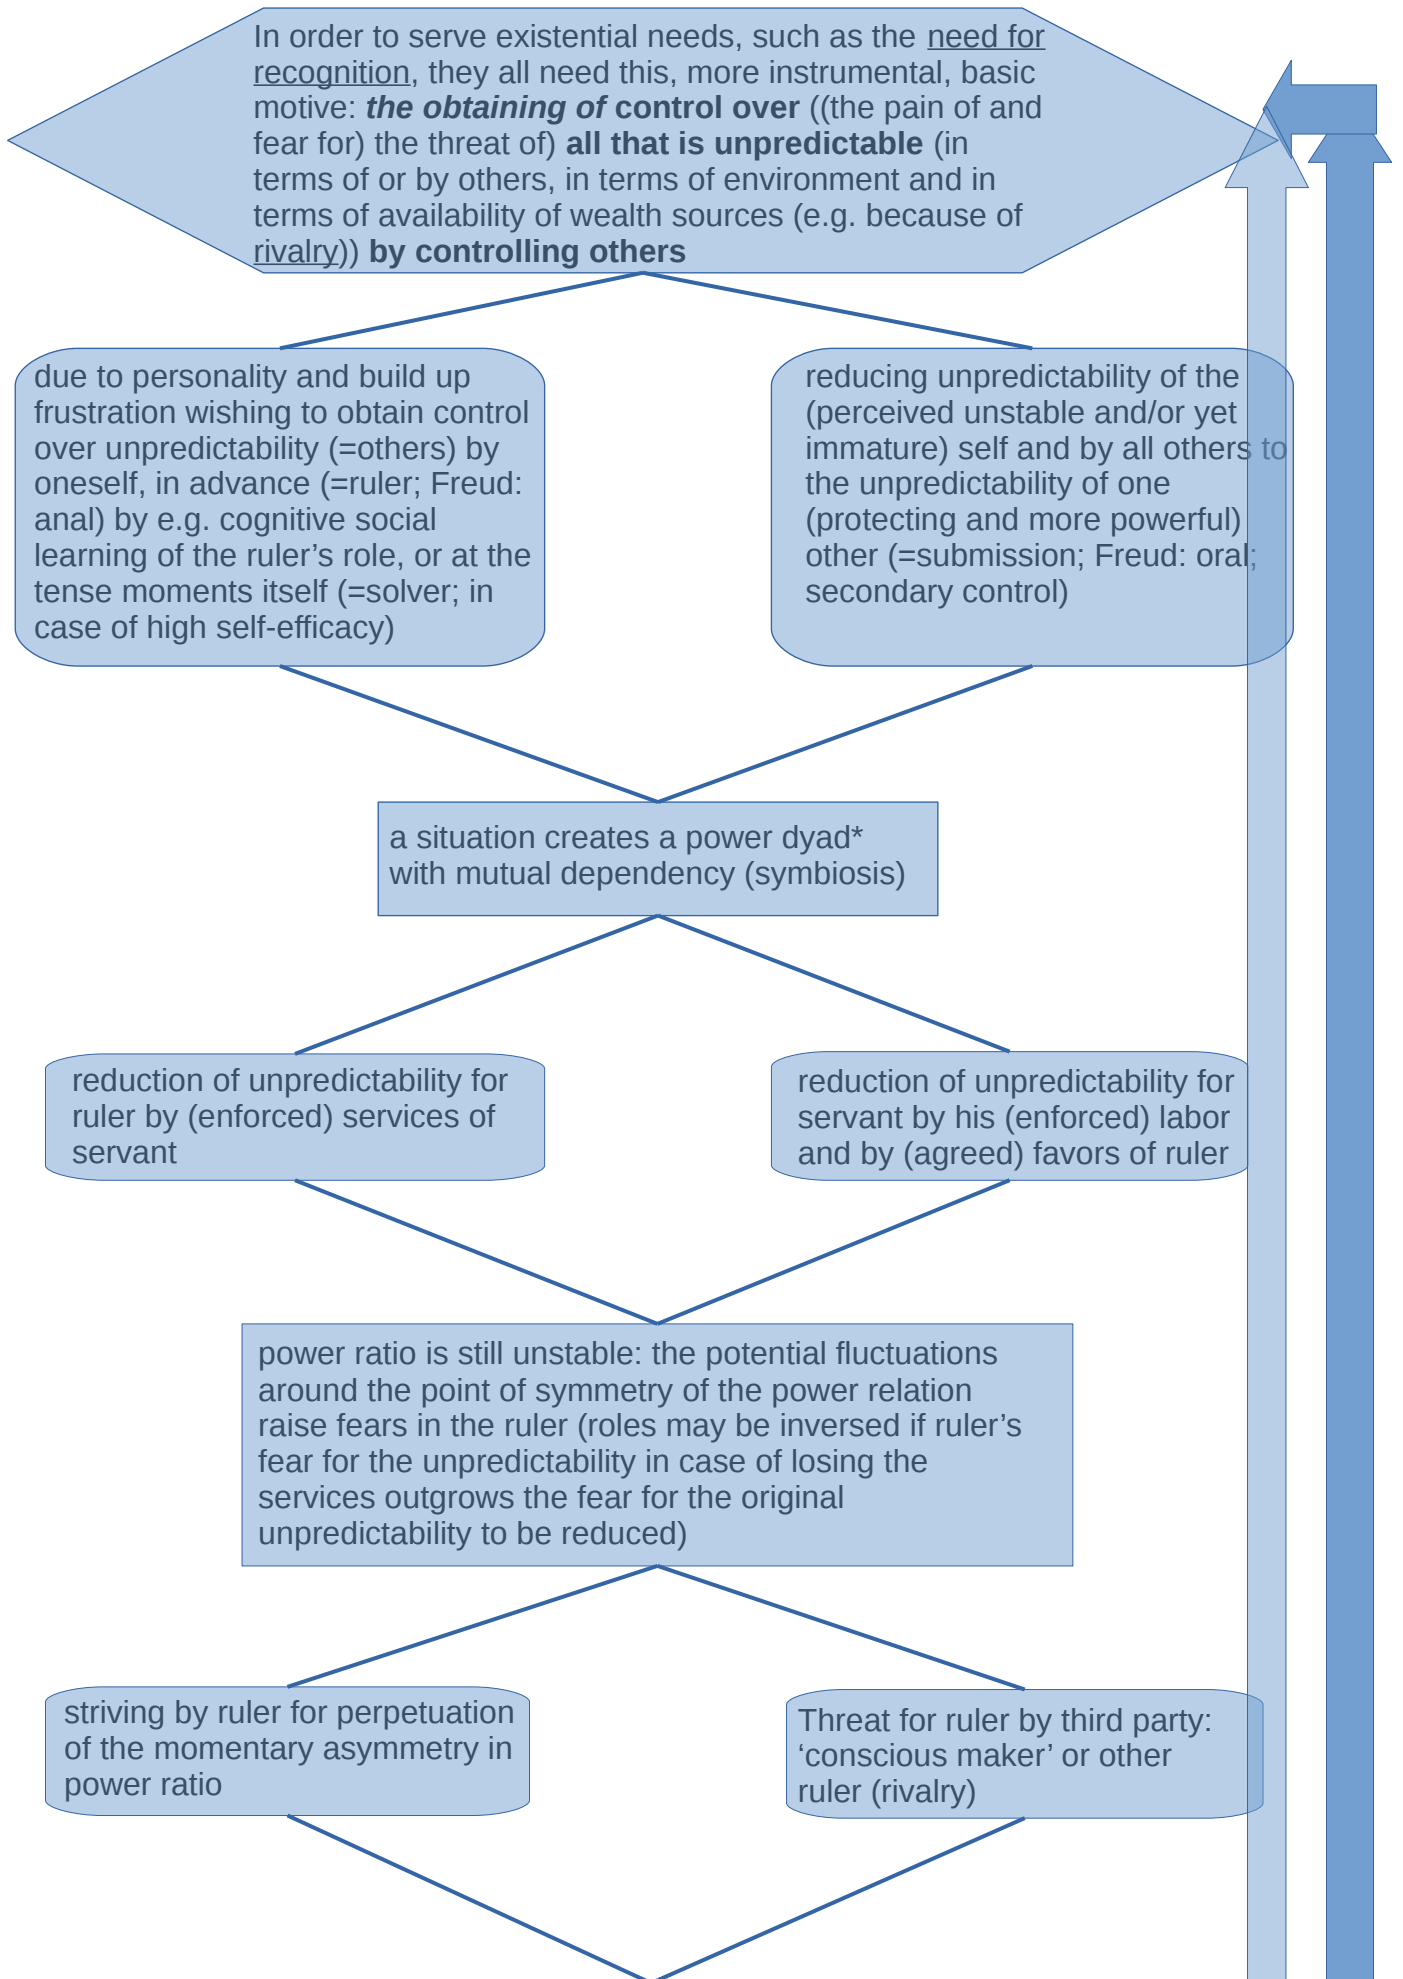 In order to serve existential needs, such as the need for
recognition, they all need this, more instrumental, basic
motive: the obtaining of control over ((the pain of and
fear for) the threat of) all that is unpredictable (in
terms of or by others, in terms of environment and in
terms of availability of wealth sources (e.g. because of
rivalry)) by controlling others
due to personality and build up
frustration wishing to obtain control
over unpredictability (=others) by
oneself, in advance (=ruler; Freud:
anal) by e.g. cognitive social
learning of the ruler’s role, or at the
tense moments itself (=solver; in
case of high self-efficacy)
reducing unpredictability of the
(perceived unstable and/or yet
immature) self and by all others to
the unpredictability of one
(protecting and more powerful)
other (=submission; Freud: oral;
secondary control)
a situation creates a power dyad*
with mutual dependency (symbiosis)
reduction of unpredictability for
ruler by (enforced) services of
servant
reduction of unpredictability for
servant by his (enforced) labor
and by (agreed) favors of ruler
power ratio is still unstable: the potential fluctuations
around the point of symmetry of the power relation
raise fears in the ruler (roles may be inversed if ruler’s
fear for the unpredictability in case of losing the
services outgrows the fear for the original
unpredictability to be reduced)
striving by ruler for perpetuation
of the momentary asymmetry in
power ratio
Threat for ruler by third party:
‘conscious maker’ or other
ruler (rivalry)